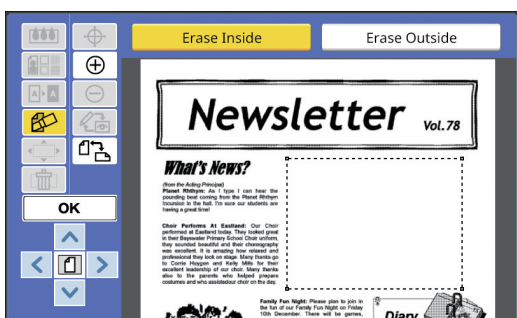 Erase Inside
Erase Outside
A A
OK
Newsletter Vol.78
What's News?
(from the Acting Principal)
Planet Rhthym: As I type I can hear the
pounding beat coming from the Planet Rhthym
Incursion in the hall. I'm sure our students are
having a great time!
Choir Performs At Eastland: Our Choir
performed at Eastland today. They looked great
in their Bayswater Primary School Choir uniform,
they sounded beautiful and their choreography
was excellent. It is amazing how relaxed and
professional they look on stage. Many thanks go
to Corrie Huygen and Kelly Mills for their
excellent leadership of our choir. Many thanks
also to the parents who helped prepare
costumes and who assistedour choir on the day.
Family Fun Night: Please plan to join in
the fun of our Family Fun Night on Friday
10th December. There will be games,
Diary